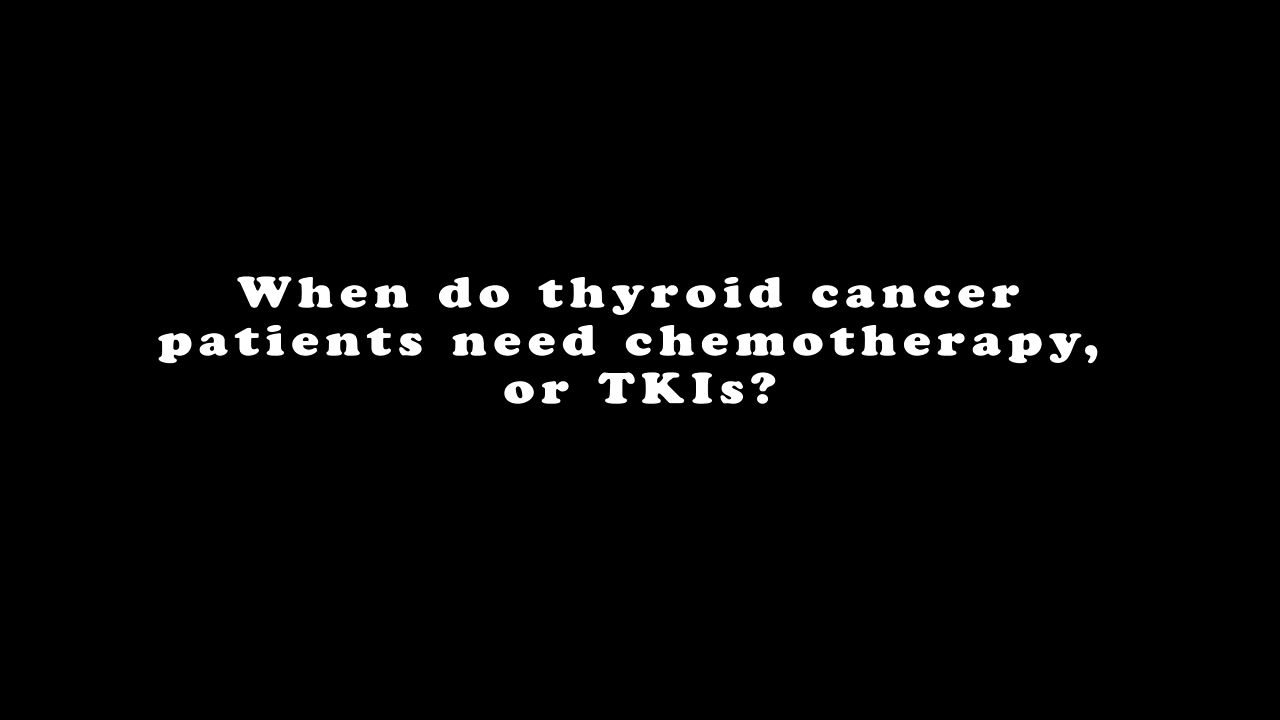 When do thyroid cancer
patients need chemotherapy,
or TKIs?